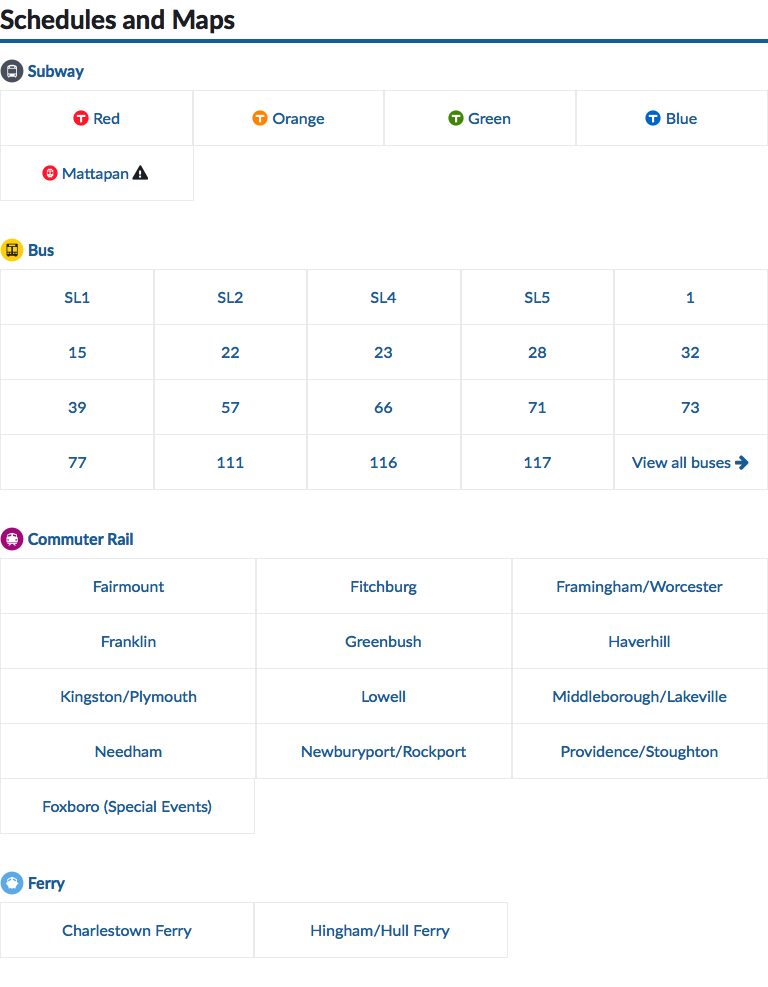 Schedules and Maps
Subway
T Red T Orange T Green T Blue
Mattapan
Bus
SL1 SL2 SL4 SL5 1
15 22 23 28 32
39 57 66 71 73
77 111 116 117 View all buses
Commuter Rail
Fairmount Fitchburg Framingham/Worcester
Franklin Greenbush Haverhill
Kingston/Plymouth Lowell Middleborough/Lakeville
Needham Newburyport/Rockport Providence/Stoughton
Foxboro (Special Events)
Ferry
Charlestown Ferry Hingham/Hull Ferry